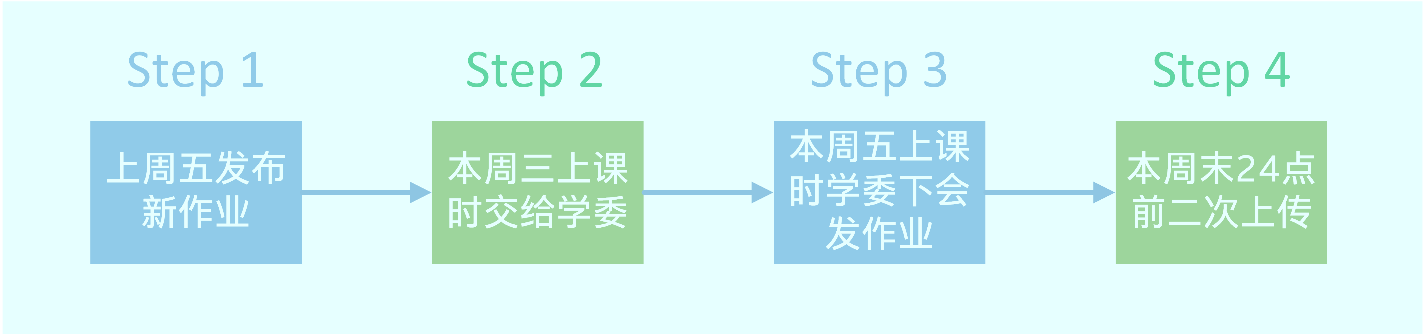 Step 1
Step 2
Step 3
Step 4
上周五发布
新作业
本周三上课
时交给学委
本周五上课
时学委下会
发作业
本周末24点
前二次上传